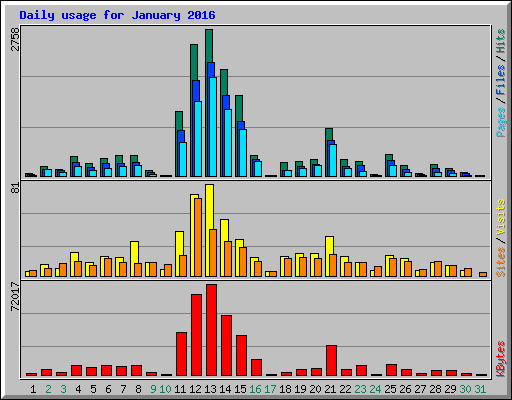 Daily usage for January 2016
2758
Pages / Files / Hits
81
Sites / Visits
72017
KBytes
1 2 3 4 5 6 7 8 9 10 11 12 13 14 15 16 17 18 19 20 21 22 23 24 25 26 27 28 29 30 31